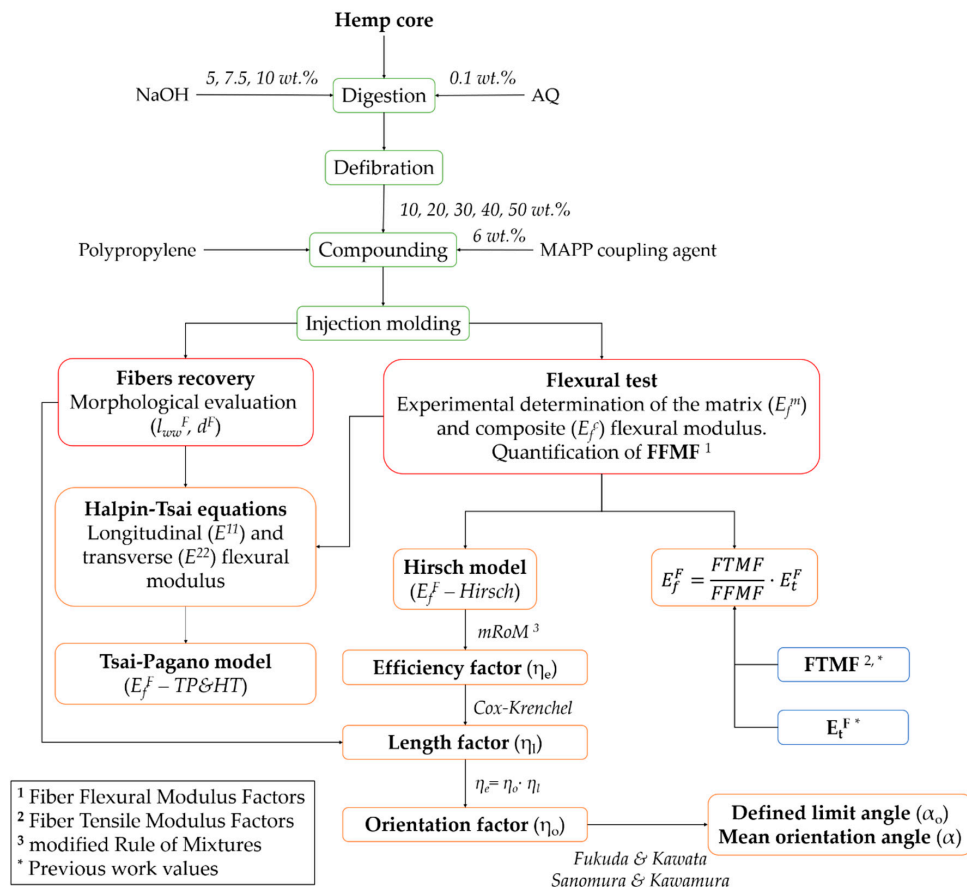 Hemp core
5, 7.5, 10 wt.%
0.1 wt.%
NaOH
Digestion
AQ
Defibration
10, 20, 30, 40, 50 wt.%
6 wt.%
Polypropylene
Compounding
MAPP coupling agent
Injection molding
Fibers recovery
Morphological evaluation
(l_ww^F, d^F)
Flexural test
Experimental determination of the matrix (E_f^m)
and composite (E_f^c) flexural modulus.
Quantification of FFMF ¹
Halpin-Tsai equations
Longitudinal (E¹¹) and
transverse (E²²) flexural
modulus
Hirsch model
(E_f^F – Hirsch)
E_f^F = FTMF / FFMF · E_t^F
mRoM ³
Tsai-Pagano model
(E_f^F – TP&HT)
Efficiency factor (η_e)
FTMF ²,*
Cox-Krenchel
E_t^F *
Length factor (η_l)
η_e= η_o· η_l
Orientation factor (η_o)
Defined limit angle (α_o)
Mean orientation angle (α)
Fukuda & Kawata
Sanomura & Kawamura
¹ Fiber Flexural Modulus Factors
² Fiber Tensile Modulus Factors
³ modified Rule of Mixtures
* Previous work values